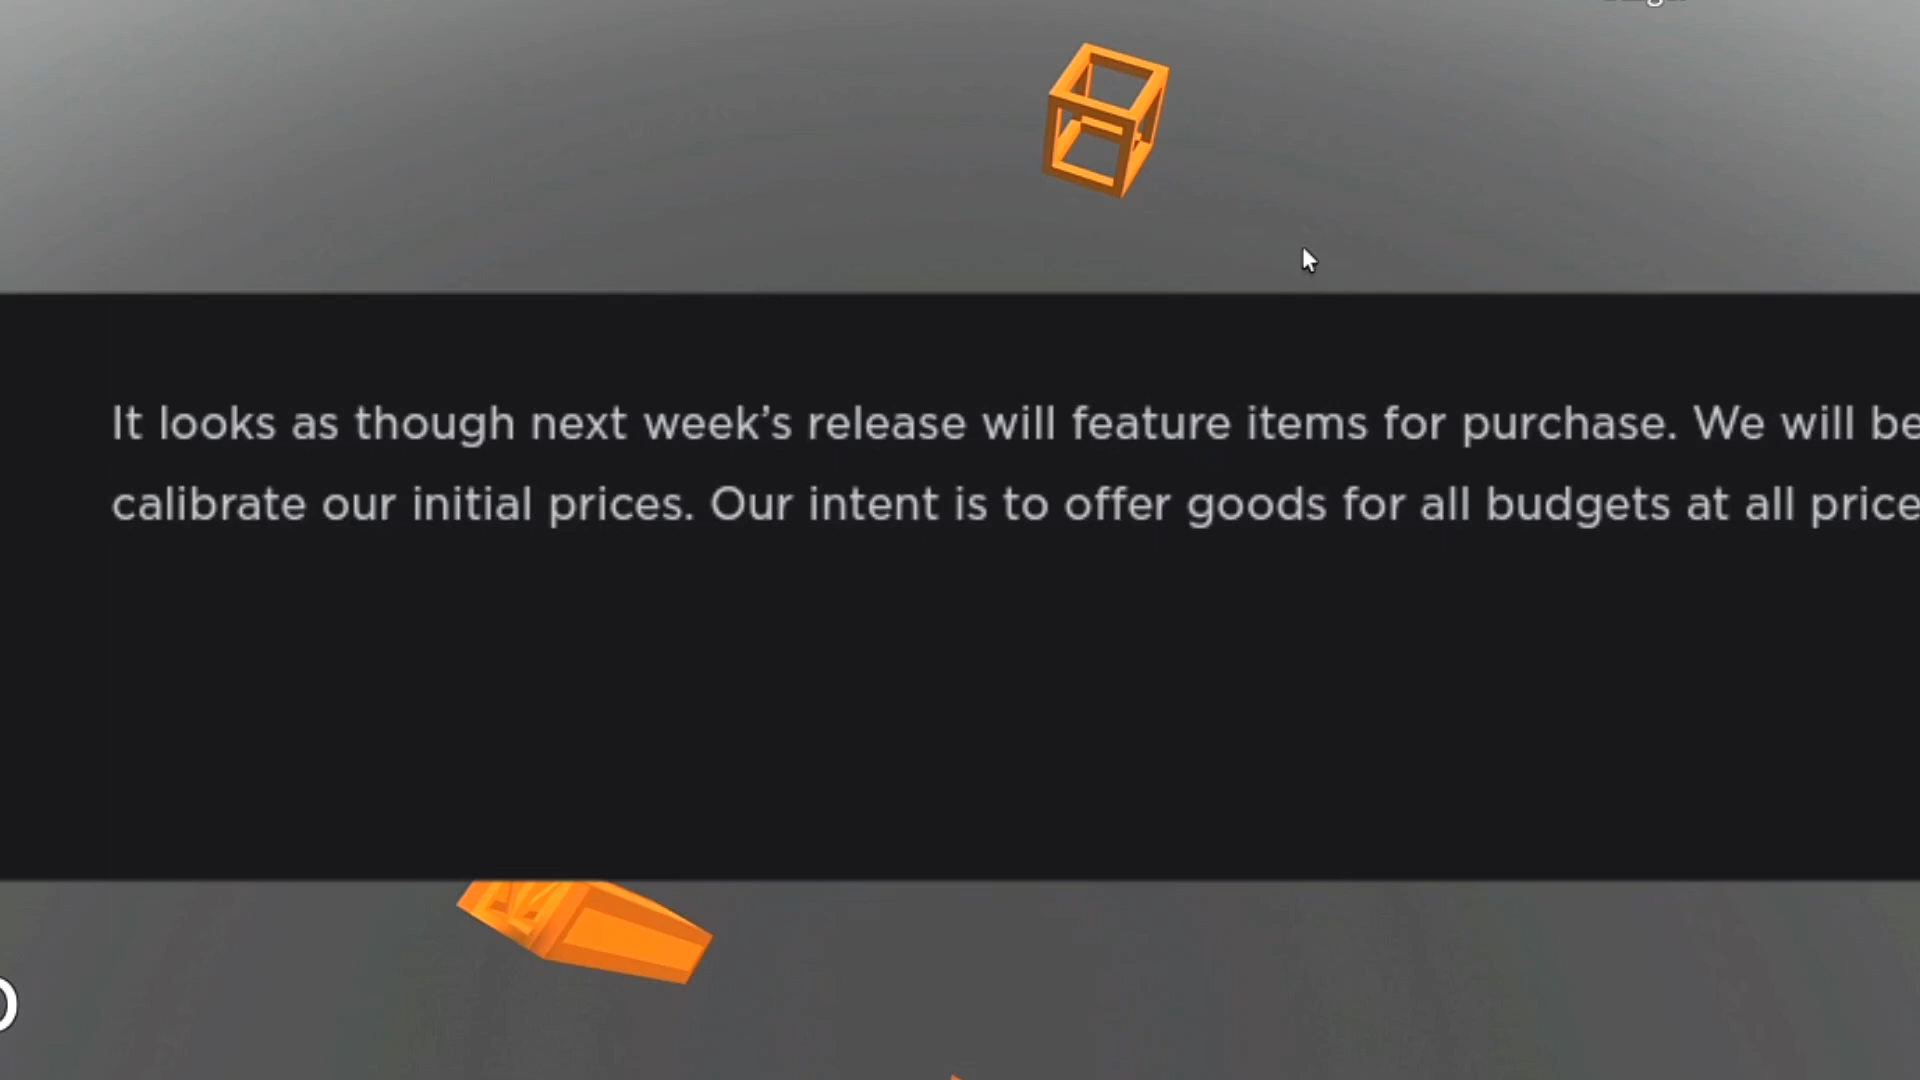 It looks as though next week’s release will feature items for purchase. We will be
calibrate our initial prices. Our intent is to offer goods for all budgets at all price